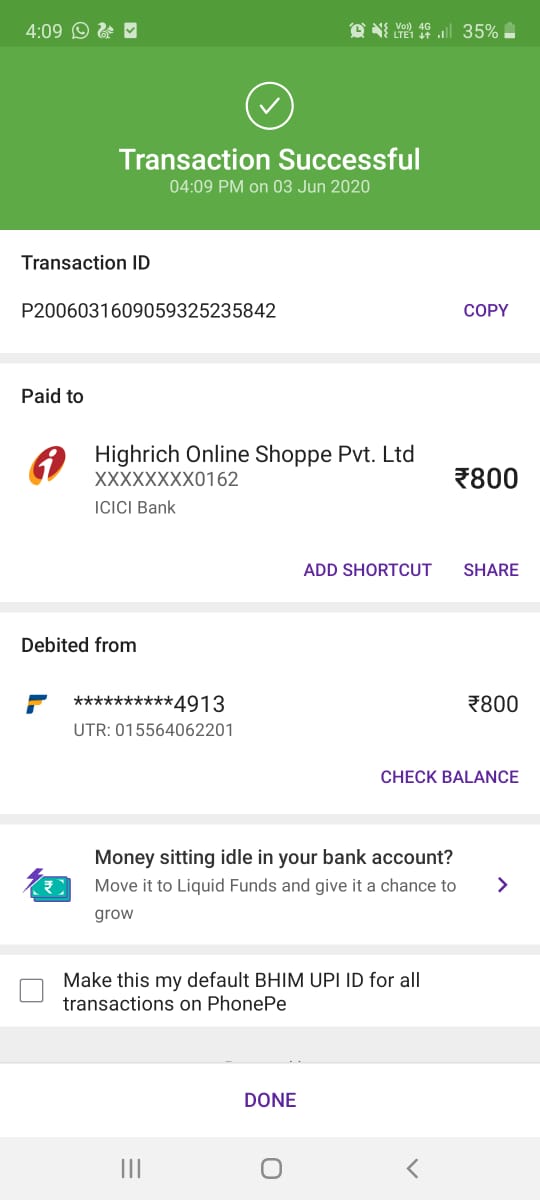 4:09
Vo)) 4G
LTE1
35%
Transaction Successful
04:09 PM on 03 Jun 2020
Transaction ID
P2006031609059325235842
COPY
Paid to
Highrich Online Shoppe Pvt. Ltd
XXXXXXXX0162
₹800
ICICI Bank
ADD SHORTCUT
SHARE
Debited from
**********4913
₹800
UTR: 015564062201
CHECK BALANCE
Money sitting idle in your bank account?
Move it to Liquid Funds and give it a chance to
grow
Make this my default BHIM UPI ID for all
transactions on PhonePe
DONE